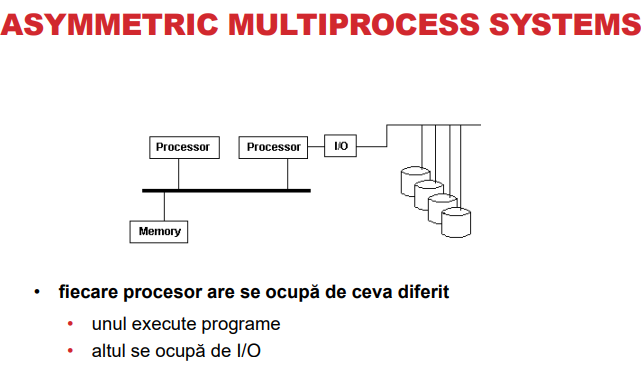 ASYMMETRIC MULTIPROCESS SYSTEMS
Processor Processor I/O
Memory
• fiecare procesor are se ocupă de ceva diferit
• unul execute programe
• altul se ocupă de I/O